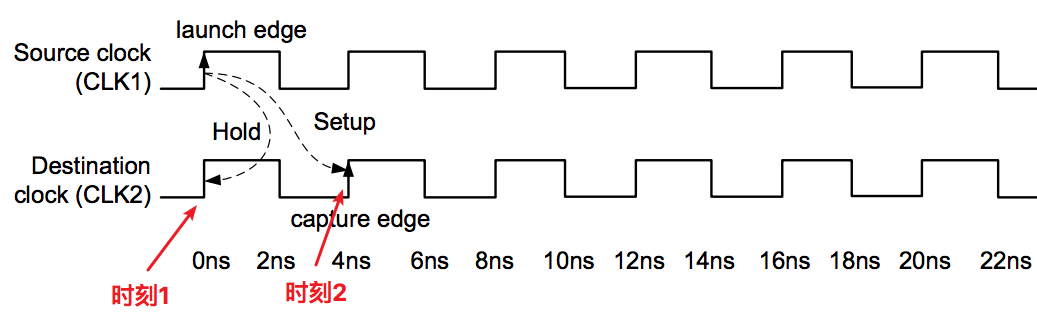 launch edge
Source clock
(CLK1)
Hold
Setup
Destination
clock (CLK2)
capture edge
0ns 2ns 4ns 6ns 8ns 10ns 12ns 14ns 16ns 18ns 20ns 22ns
时刻1
时刻2